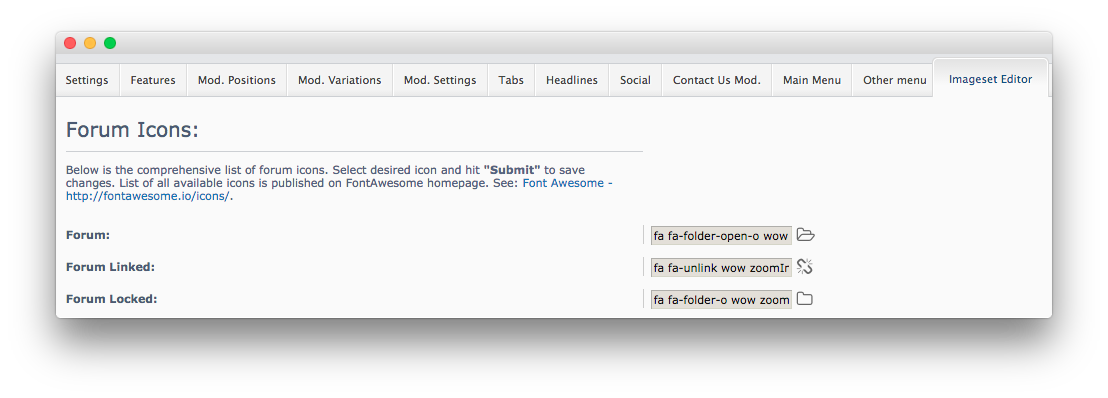 Settings Features Mod. Positions Mod. Variations Mod. Settings Tabs Headlines Social Contact Us Mod. Main Menu Other menu Imageset Editor
Forum Icons:
Below is the comprehensive list of forum icons. Select desired icon and hit "Submit" to save
changes. List of all available icons is published on FontAwesome homepage. See: Font Awesome -
http://fontawesome.io/icons/.
Forum: fa fa-folder-open-o wow
Forum Linked: fa fa-unlink wow zoomIr
Forum Locked: fa fa-folder-o wow zoom